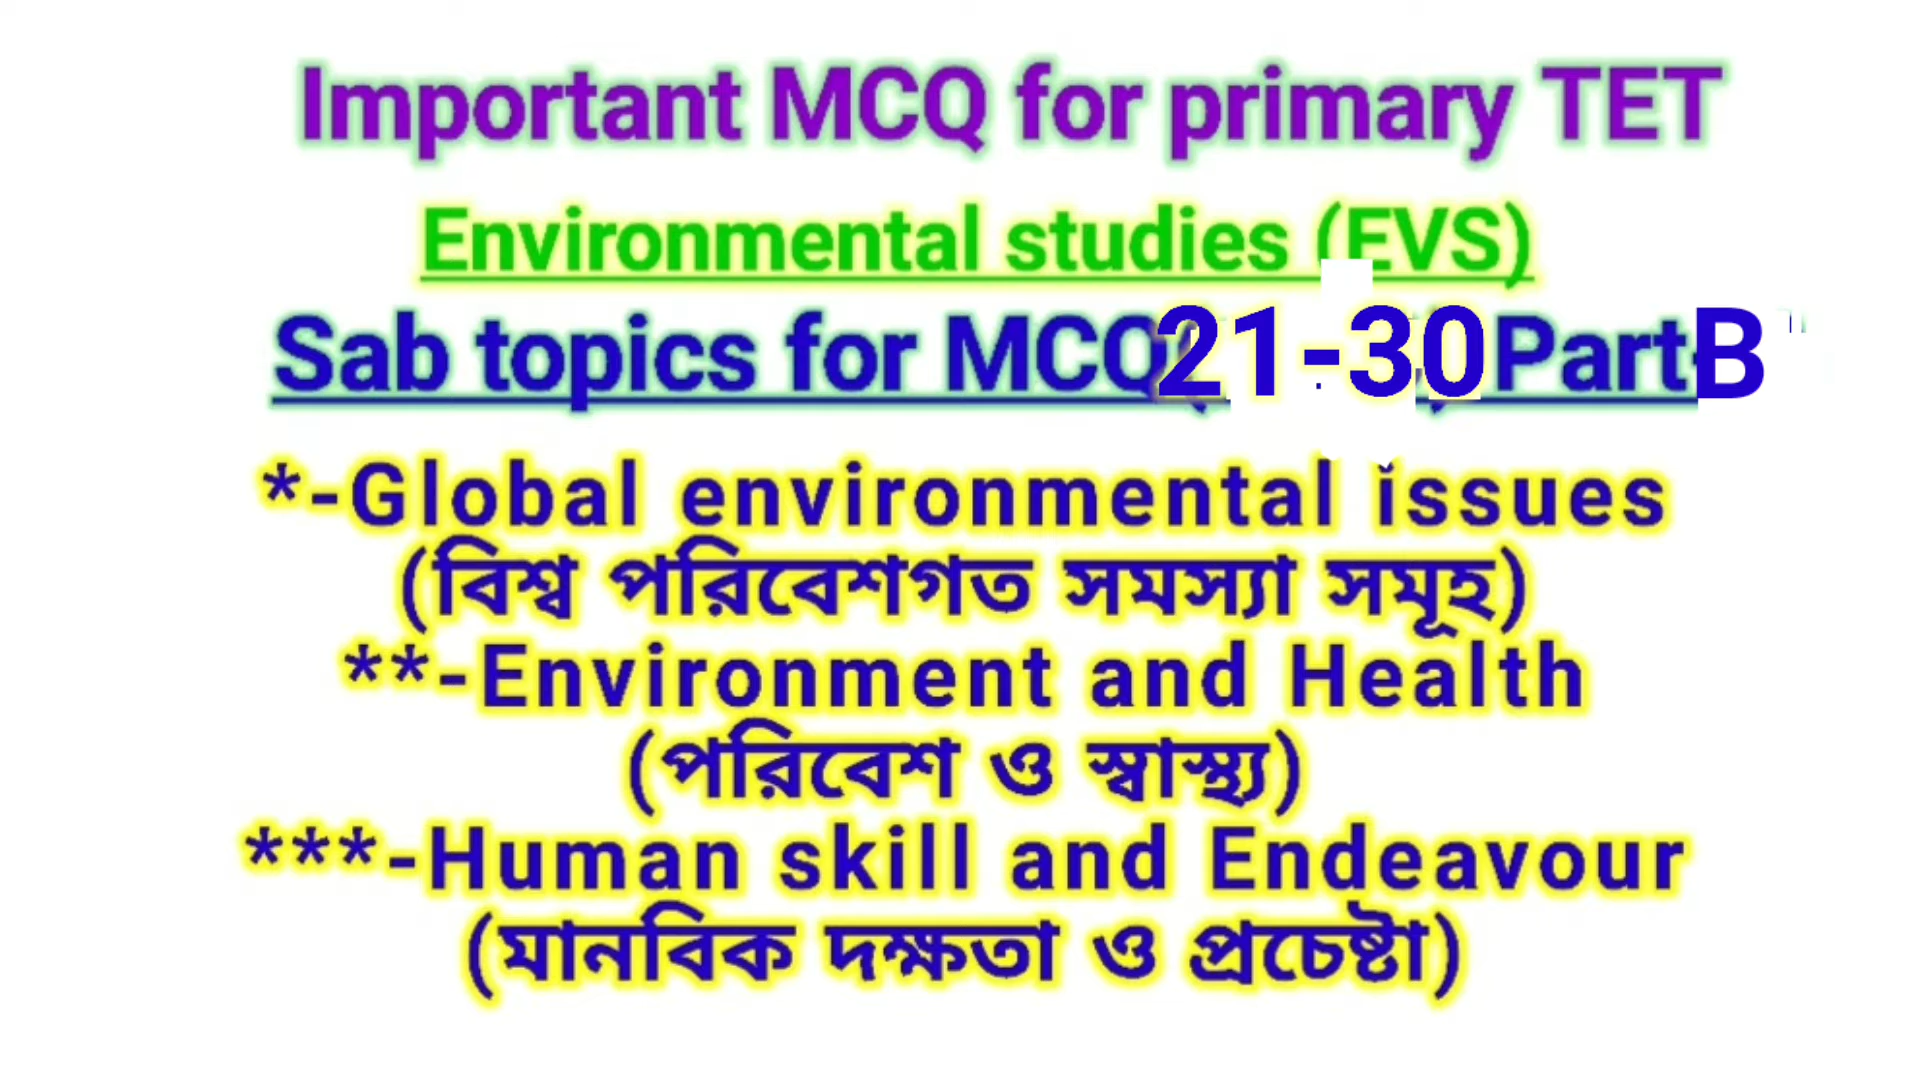 Important MCQ for primary TET
Environmental studies (EVS)
Sab topics for MCQ(21-30)Part-B
*-Global environmental issues
(বিশ্ব পরিবেশগত সমস্যা সমূহ)
**-Environment and Health
(পরিবেশ ও স্বাস্থ্য)
***-Human skill and Endeavour
(মানবিক দক্ষতা ও প্রচেষ্টা)